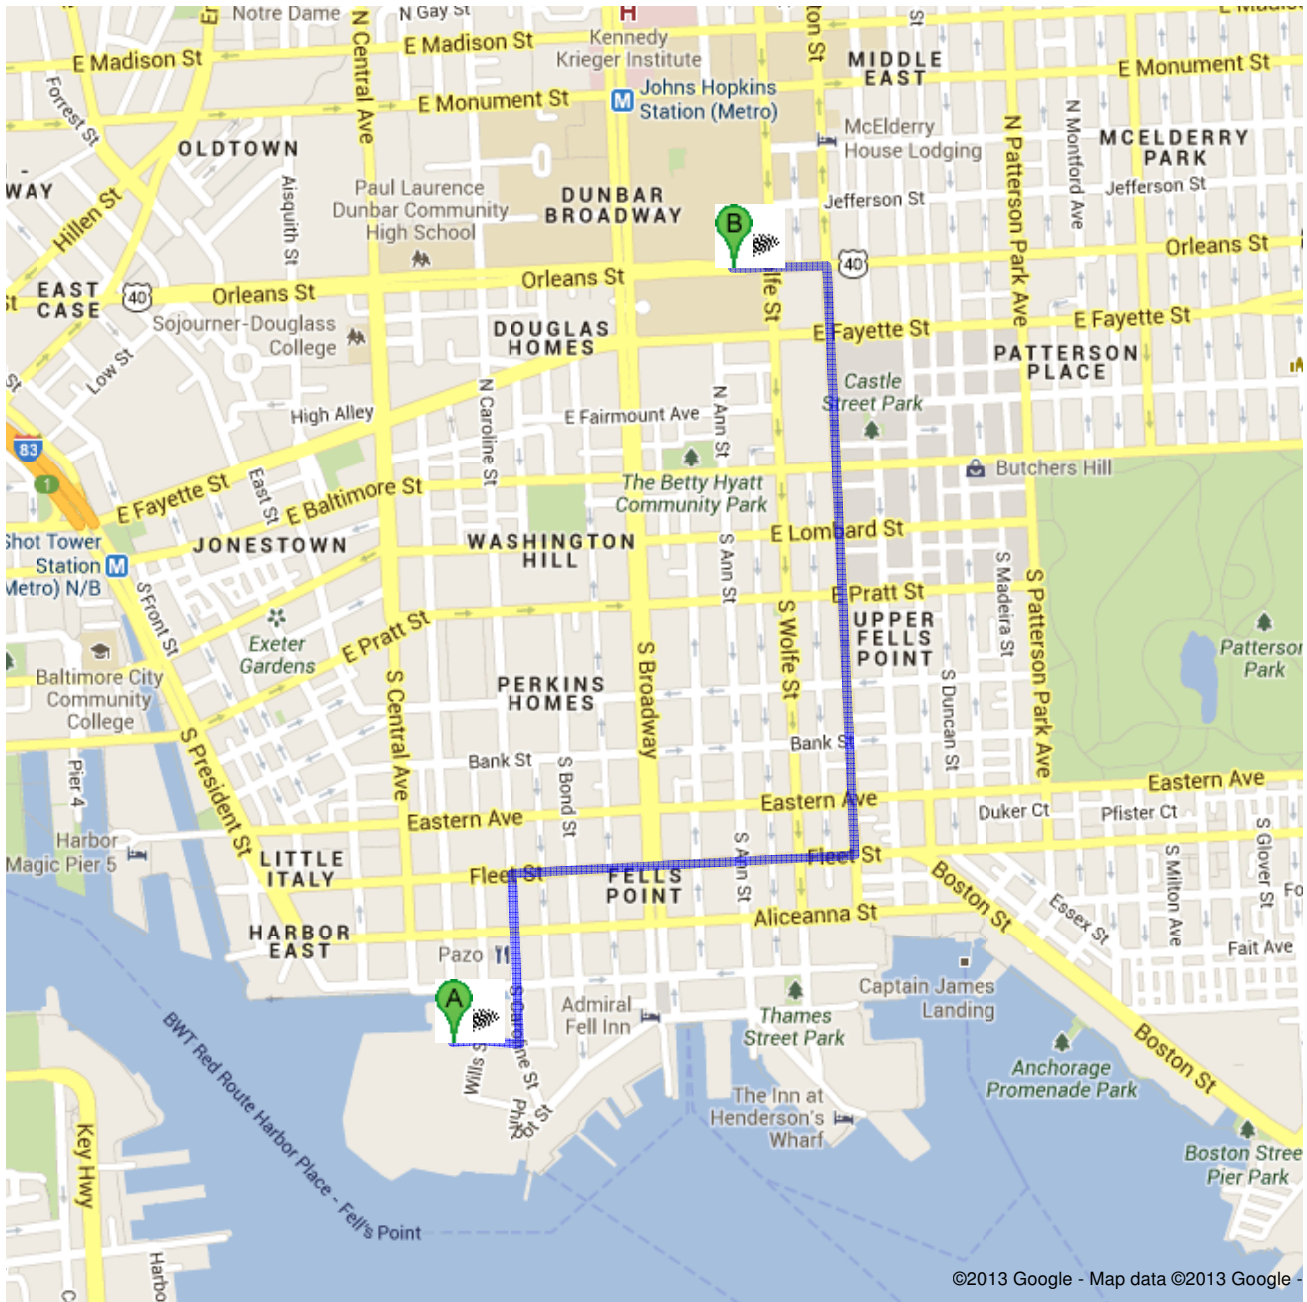 Notre Dame
N Gay St
H
E Madison St
E Madison St
Kennedy
Krieger Institute
MIDDLE
EAST
E Monument St
N Central Ave
E Monument St
M
Johns Hopkins
Station (Metro)
Forrest St
OLDTOWN
McElderry
House Lodging
N Patterson Park Ave
N Montford Ave
MCELDERRY
PARK
WAY
Hillen St
Aisquith St
Paul Laurence
Dunbar Community
High School
DUNBAR
BROADWAY
Jefferson St
Jefferson St
B
Orleans St
40
Orleans St
Orleans St
EAST
CASE
40
E Fayette St
E Fayette St
Sojourner-Douglass
College
DOUGLAS
HOMES
PATTERSON
PLACE
Low St
High Alley
N Caroline St
E Fairmount Ave
N Ann St
Castle
Street Park
83
1
E Fayette St
East St
E Baltimore St
The Betty Hyatt
Community Park
Butchers Hill
JONESTOWN
WASHINGTON
HILL
E Lombard St
Shot Tower
Station
Metro) N/B
M
S Front St
S Ann St
E Pratt St
S Madeira St
S Patterson Park Ave
Exeter
Gardens
E Pratt St
S Wolfe St
UPPER
FELLS
POINT
Patterson
Park
Baltimore City
Community
College
S Central Ave
PERKINS
HOMES
S Broadway
S Duncan St
S President St
Bank St
Bank St
Pier 4
S Bond St
Eastern Ave
Eastern Ave
Eastern Ave
Duker Ct
Pfister Ct
Harbor
Magic Pier 5
LITTLE
ITALY
Fleet St
FELLS
POINT
S Ann St
Fleet St
Boston St
S Milton Ave
S Glover St
Essex St
HARBOR
EAST
Pazo
Aliceanna St
Fait Ave
A
S Caroline St
Admiral
Fell Inn
Thames
Street Park
Captain James
Landing
Wills St
Philpot St
The Inn at
Henderson's
Wharf
Anchorage
Promenade Park
Boston St
BWT Red Route Harbor Place - Fell's Point
Key Hwy
Boston Stree
Pier Park
Harbo
©2013 Google - Map data ©2013 Google -